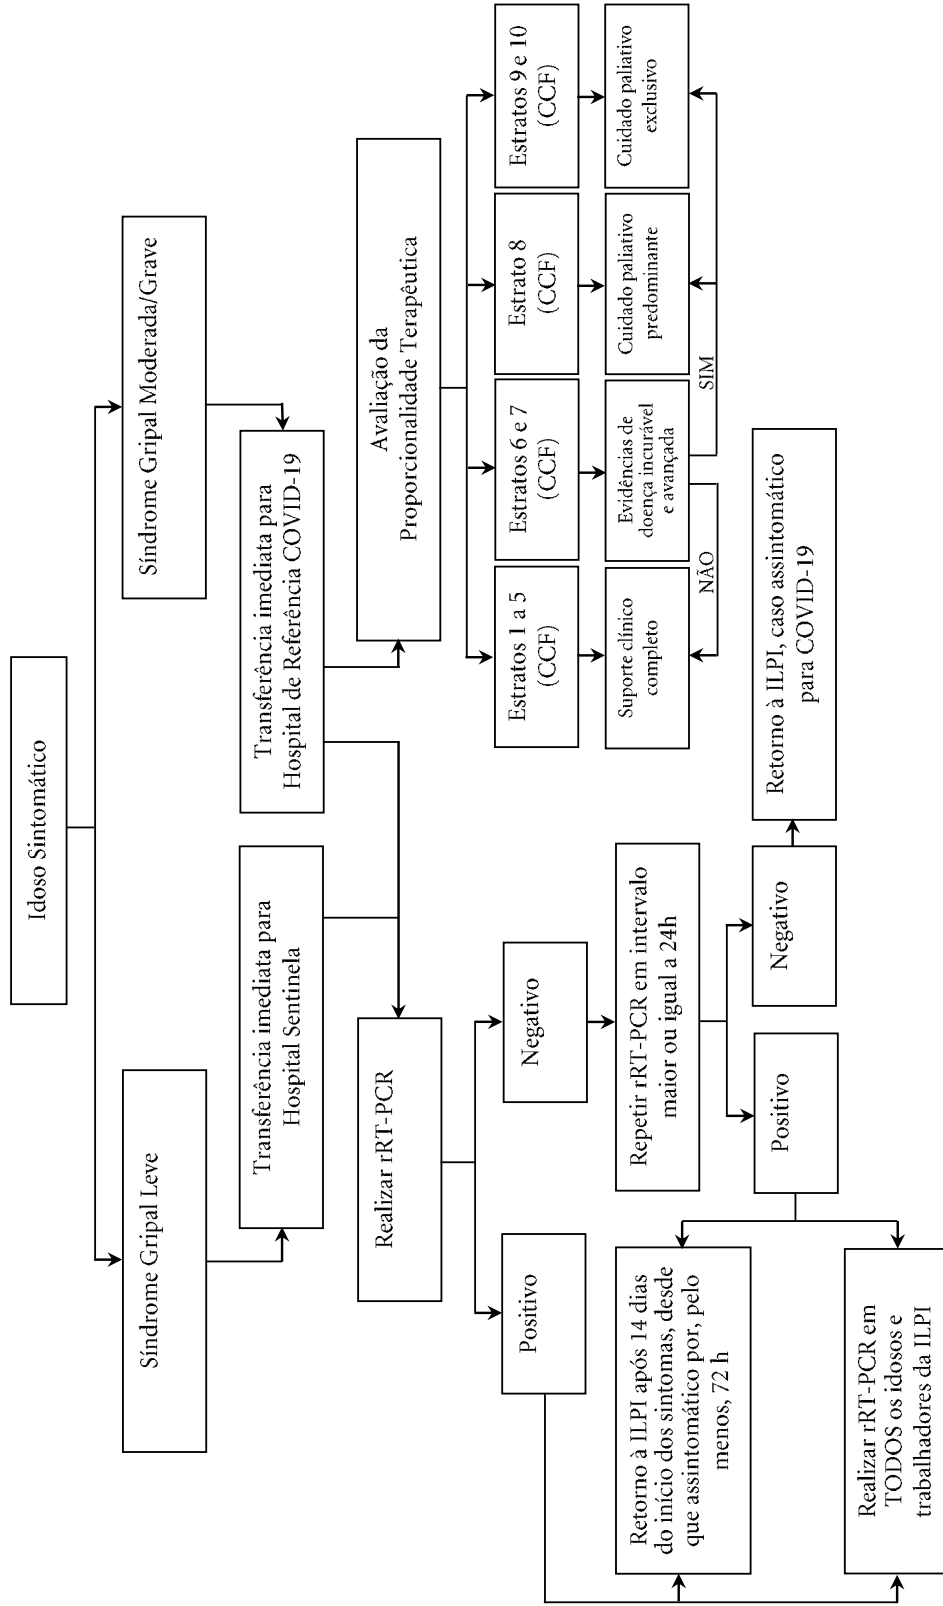 Idoso Sintomático
Síndrome Gripal Leve
Síndrome Gripal Moderada/Grave
Transferência imediata para
Hospital Sentinela
Transferência imediata para
Hospital de Referência COVID-19
Realizar rRT-PCR
Avaliação da
Proporcionalidade Terapêutica
Positivo
Negativo
Estratos 1 a 5
(CCF)
Estratos 6 e 7
(CCF)
Estrato 8
(CCF)
Estratos 9 e 10
(CCF)
Retorno à ILPI após 14 dias
do início dos sintomas, desde
que assintomático por, pelo
menos, 72 h
Repetir rRT-PCR em intervalo
maior ou igual a 24h
Suporte clínico
completo
Evidências de
doença incurável
e avançada
Cuidado paliativo
predominante
Cuidado paliativo
exclusivo
NÃO
SIM
Positivo
Negativo
Retorno à ILPI, caso assintomático
para COVID-19
Realizar rRT-PCR em
TODOS os idosos e
trabalhadores da ILPI